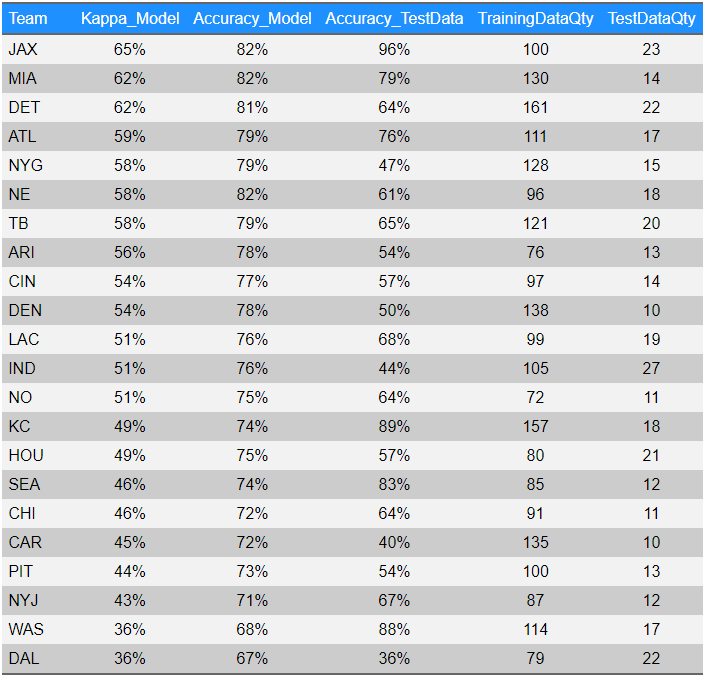 Team Kappa_Model Accuracy_Model Accuracy_TestData TrainingDataQty TestDataQty
JAX 65% 82% 96% 100 23
MIA 62% 82% 79% 130 14
DET 62% 81% 64% 161 22
ATL 59% 79% 76% 111 17
NYG 58% 79% 47% 128 15
NE 58% 82% 61% 96 18
TB 58% 79% 65% 121 20
ARI 56% 78% 54% 76 13
CIN 54% 77% 57% 97 14
DEN 54% 78% 50% 138 10
LAC 51% 76% 68% 99 19
IND 51% 76% 44% 105 27
NO 51% 75% 64% 72 11
KC 49% 74% 89% 157 18
HOU 49% 75% 57% 80 21
SEA 46% 74% 83% 85 12
CHI 46% 72% 64% 91 11
CAR 45% 72% 40% 135 10
PIT 44% 73% 54% 100 13
NYJ 43% 71% 67% 87 12
WAS 36% 68% 88% 114 17
DAL 36% 67% 36% 79 22